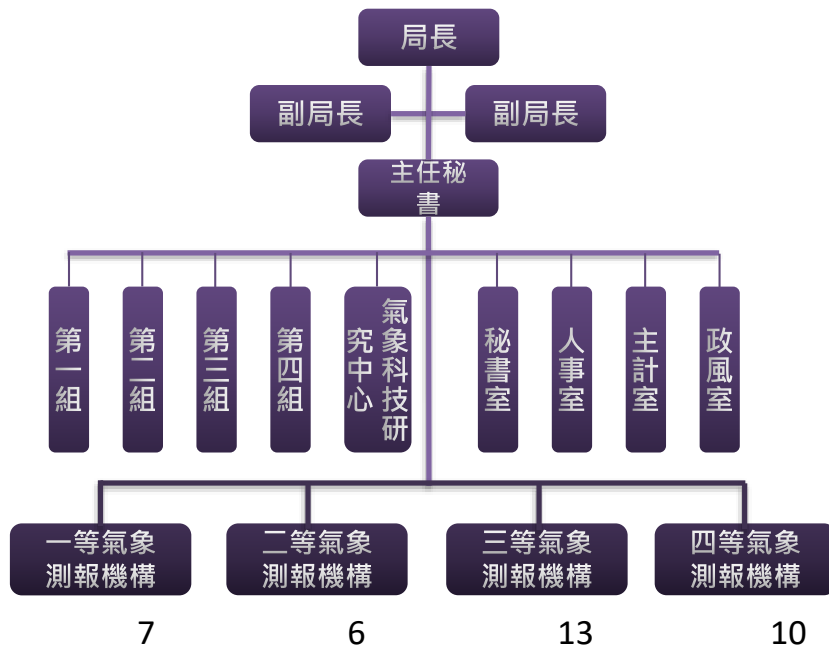 局長
副局長
副局長
主任秘
書
第一組
第二組
第三組
第四組
氣象科技研
究中心
秘書室
人事室
主計室
政風室
一等氣象
測報機構
二等氣象
測報機構
三等氣象
測報機構
四等氣象
測報機構
7
6
13
10